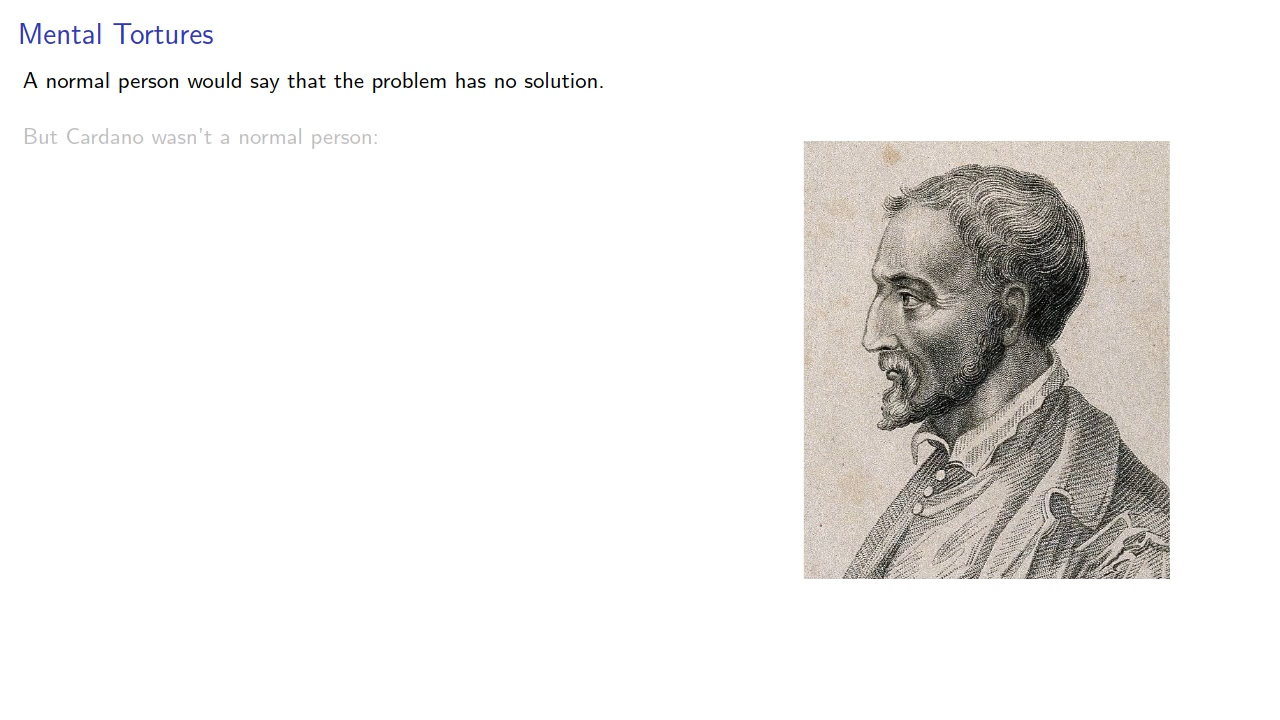 Mental Tortures
A normal person would say that the problem has no solution.
But Cardano wasn't a normal person: